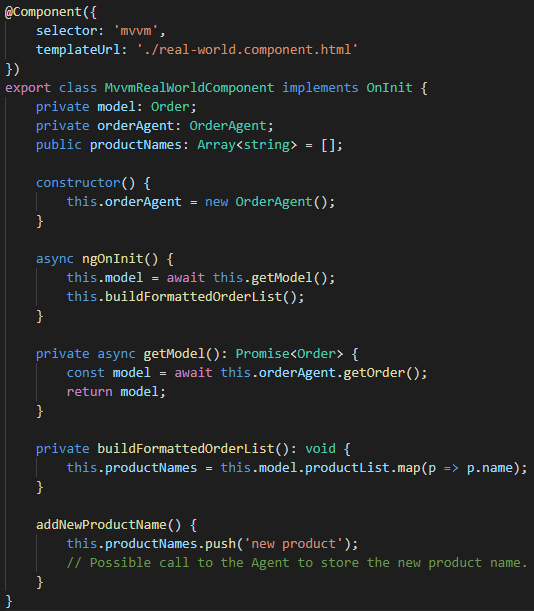 @Component({
    selector: 'mvvm',
    templateUrl: './real-world.component.html'
})
export class MvvmRealWorldComponent implements OnInit {
    private model: Order;
    private orderAgent: OrderAgent;
    public productNames: Array<string> = [];

    constructor() {
        this.orderAgent = new OrderAgent();
    }

    async ngOnInit() {
        this.model = await this.getModel();
        this.buildFormattedOrderList();
    }

    private async getModel(): Promise<Order> {
        const model = await this.orderAgent.getOrder();
        return model;
    }

    private buildFormattedOrderList(): void {
        this.productNames = this.model.productList.map(p => p.name);
    }

    addNewProductName() {
        this.productNames.push('new product');
        // Possible call to the Agent to store the new product name.
    }
}